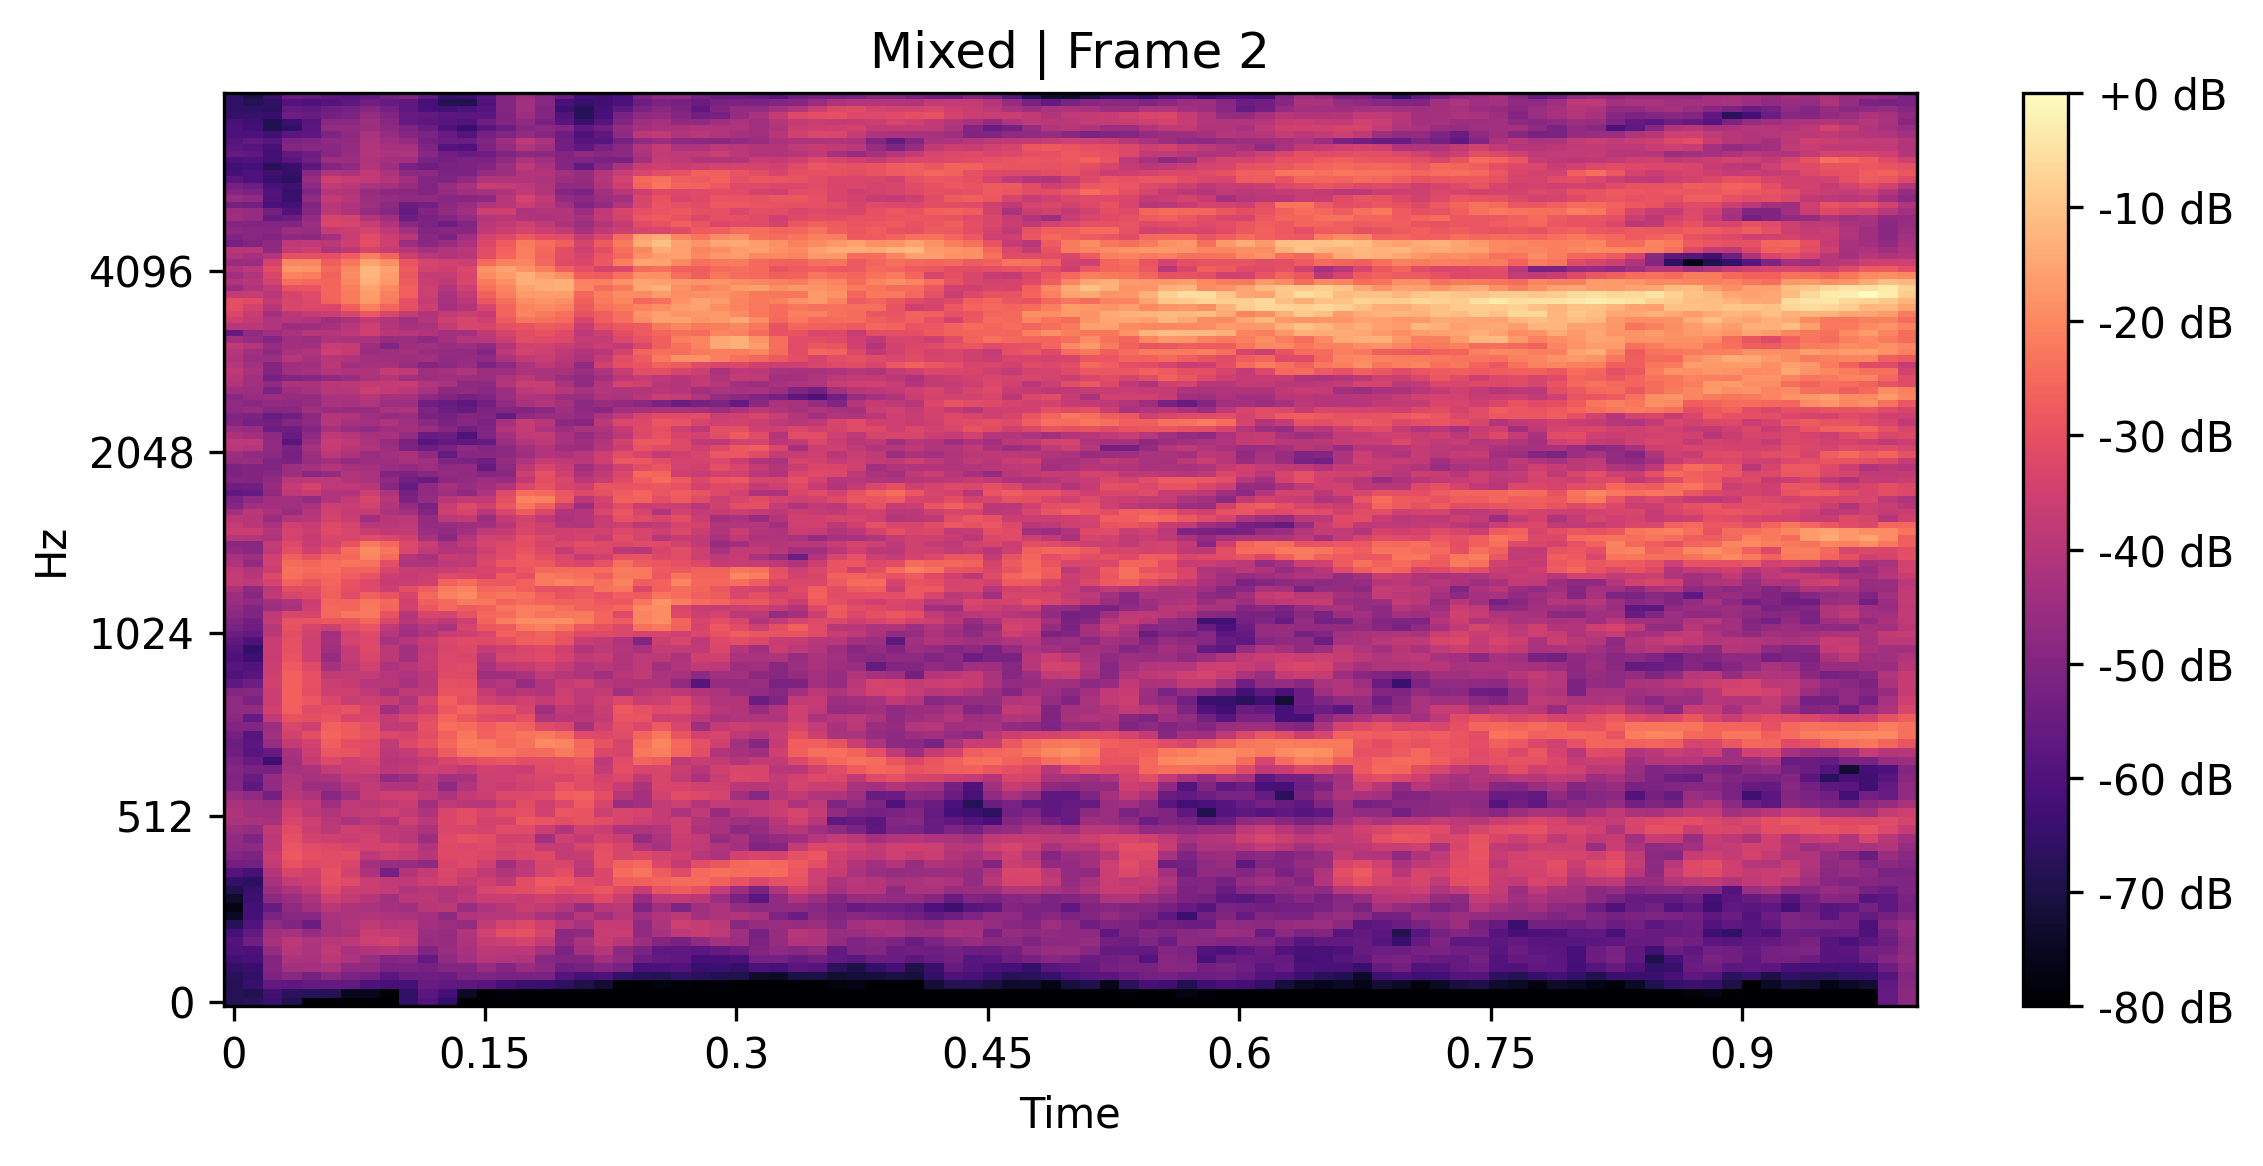 Mixed | Frame 2
Hz
4096
2048
1024
512
0
0 0.15 0.3 0.45 0.6 0.75 0.9
Time
+0 dB
-10 dB
-20 dB
-30 dB
-40 dB
-50 dB
-60 dB
-70 dB
-80 dB